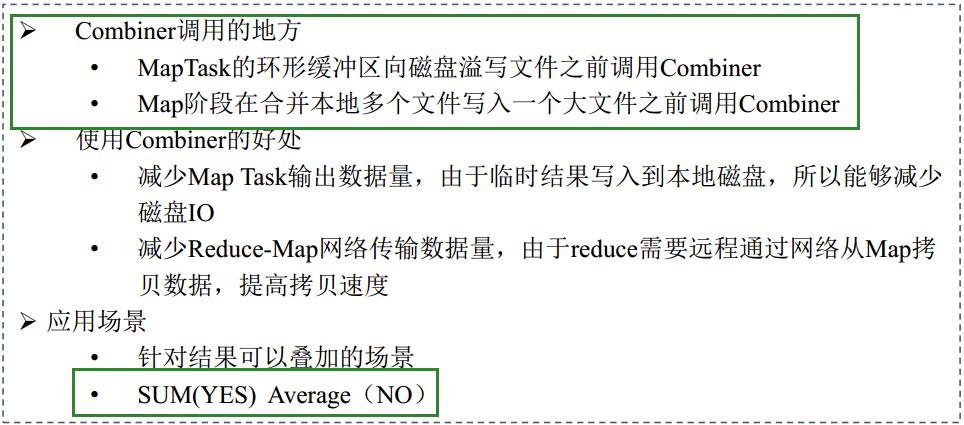 ➢ Combiner调用的地方
• MapTask的环形缓冲区向磁盘溢写文件之前调用Combiner
• Map阶段在合并本地多个文件写入一个大文件之前调用Combiner
➢ 使用Combiner的好处
• 减少Map Task输出数据量，由于临时结果写入到本地磁盘，所以能够减少
磁盘IO
• 减少Reduce-Map网络传输数据量，由于reduce需要远程通过网络从Map拷
贝数据，提高拷贝速度
➢ 应用场景
• 针对结果可以叠加的场景
• SUM(YES) Average（NO）